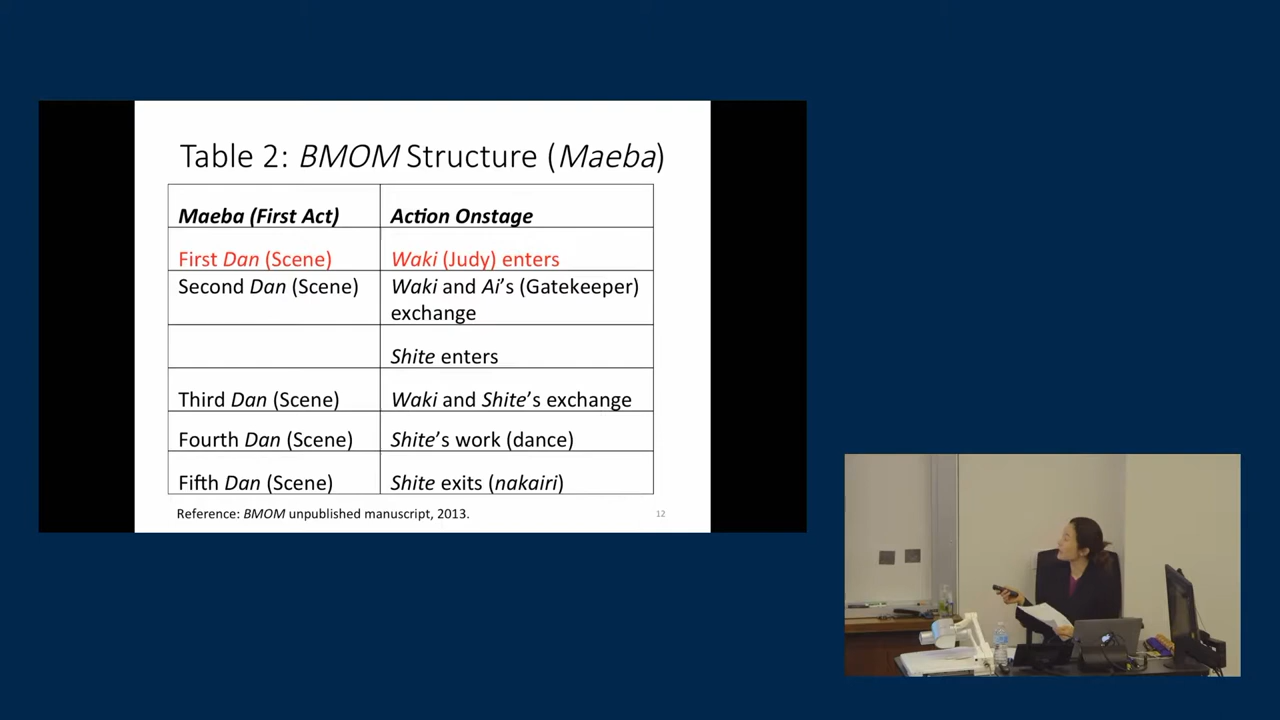 Table 2: BMOM Structure (Maeba)
Maeba (First Act) Action Onstage
First Dan (Scene) Waki (Judy) enters
Second Dan (Scene) Waki and Ai's (Gatekeeper)
exchange
Shite enters
Third Dan (Scene) Waki and Shite's exchange
Fourth Dan (Scene) Shite's work (dance)
Fifth Dan (Scene) Shite exits (nakairi)
Reference: BMOM unpublished manuscript, 2013. 12